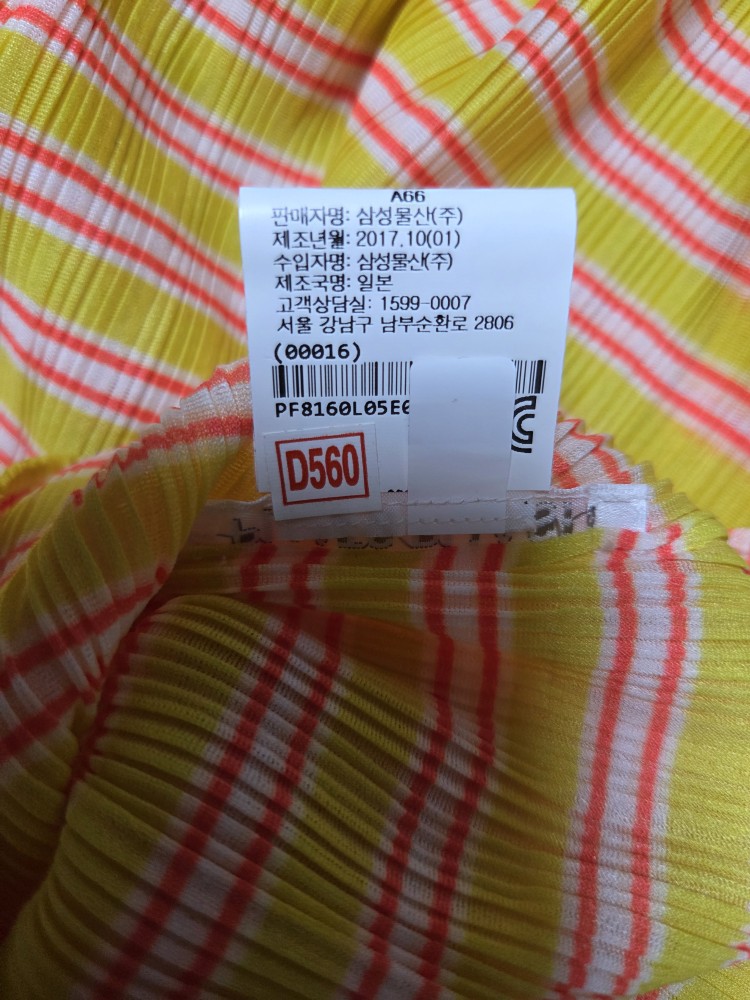 A66
판매자명: 삼성물산(주)
제조년월: 2017.10(01)
수입자명: 삼성물산(주)
제조국명: 일본
고객상담실: 1599-0007
서울 강남구 남부순환로 2806
(00016)
PF8160L05E0
D560